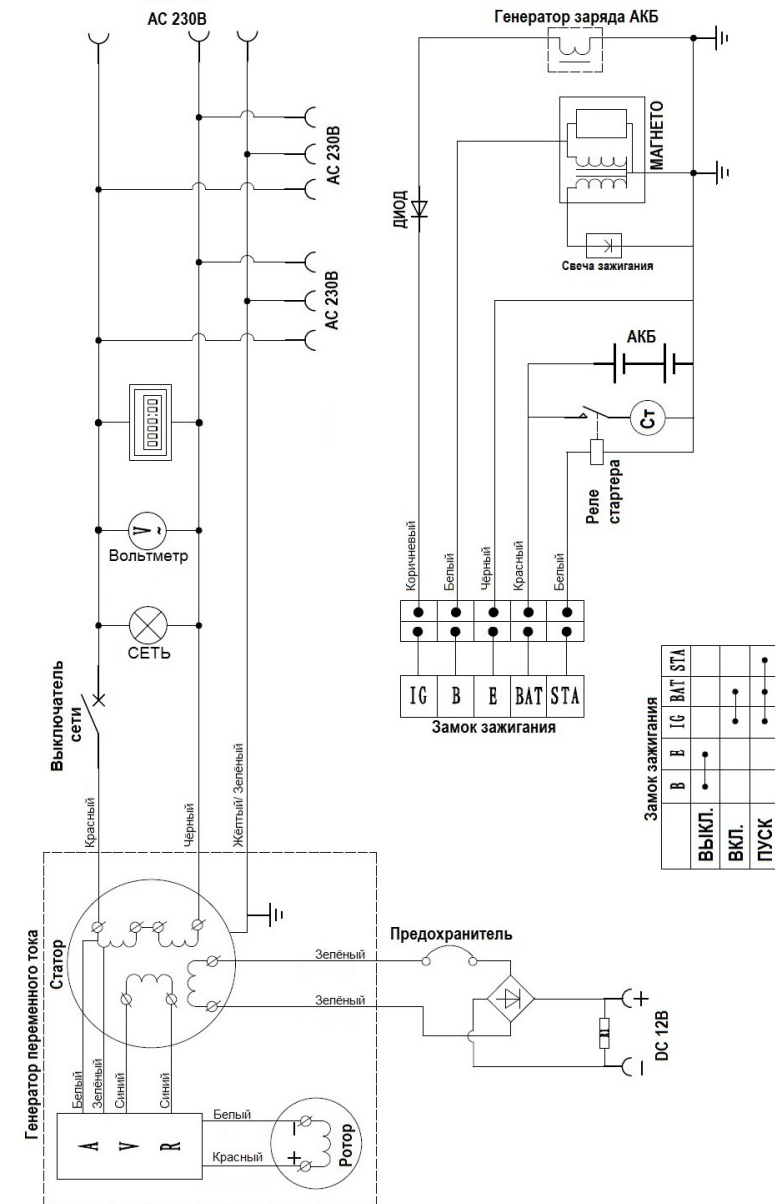 АС 230В
Генератор заряда АКБ
АС 230В
МАГНЕТО
ДИОД
Свеча зажигания
АС 230В
АКБ
Ст
Реле
стартера
0000:00
V ~
Вольтметр
СЕТЬ
Выключатель
сети
Коричневый
Белый
Чёрный
Красный
Белый
IG B E BAT STA
Замок зажигания
Замок зажигания
B E IG BAT STA
ВЫКЛ.
ВКЛ.
ПУСК
Красный
Чёрный
Жёлтый/ Зелёный
Генератор переменного тока
Статор
Предохранитель
Зелёный
Зелёный
+
−
DC 12В
Белый
Зелёный
Синий
Синий
A V R
Белый
Красный
−
+
Ротор